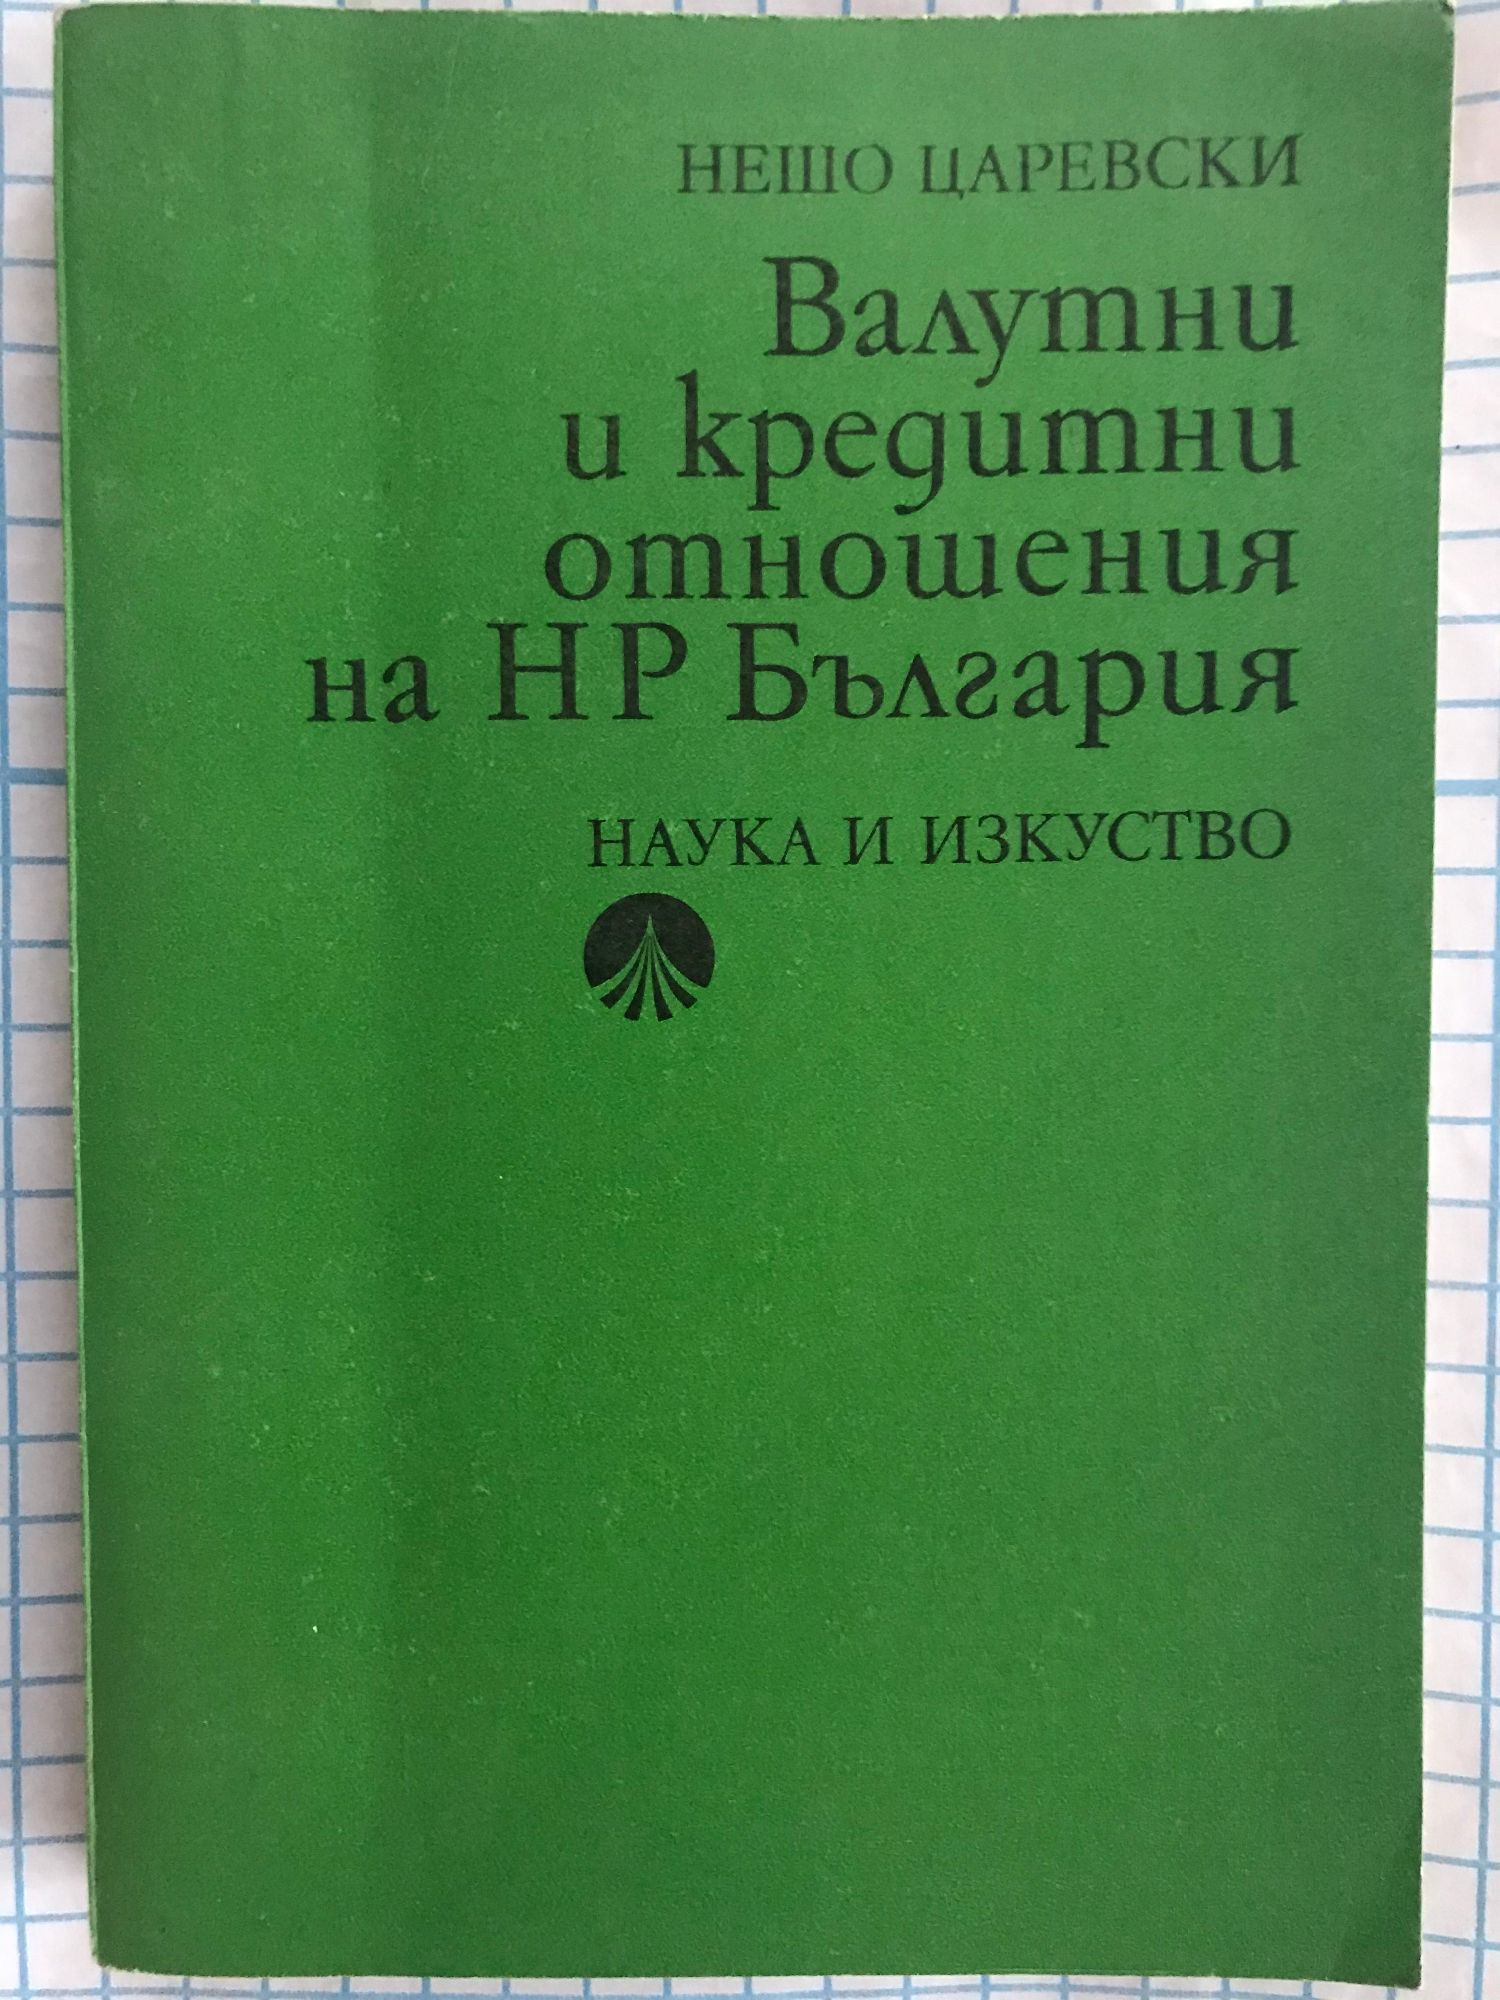 НЕШО ЦАРЕВСКИ
Валутни
и кредитни
отношения
на НР България
НАУКА И ИЗКУСТВО